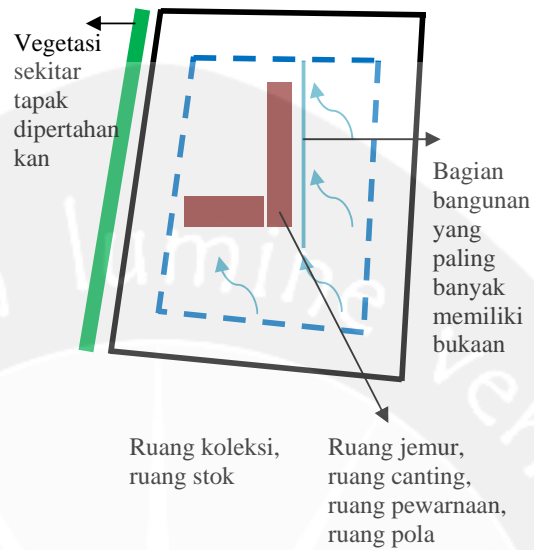 Vegetasi
sekitar
tapak
dipertahan
kan
Bagian
bangunan
yang
paling
banyak
memiliki
bukaan
Ruang koleksi,
ruang stok
Ruang jemur,
ruang canting,
ruang pewarnaan,
ruang pola
lumine